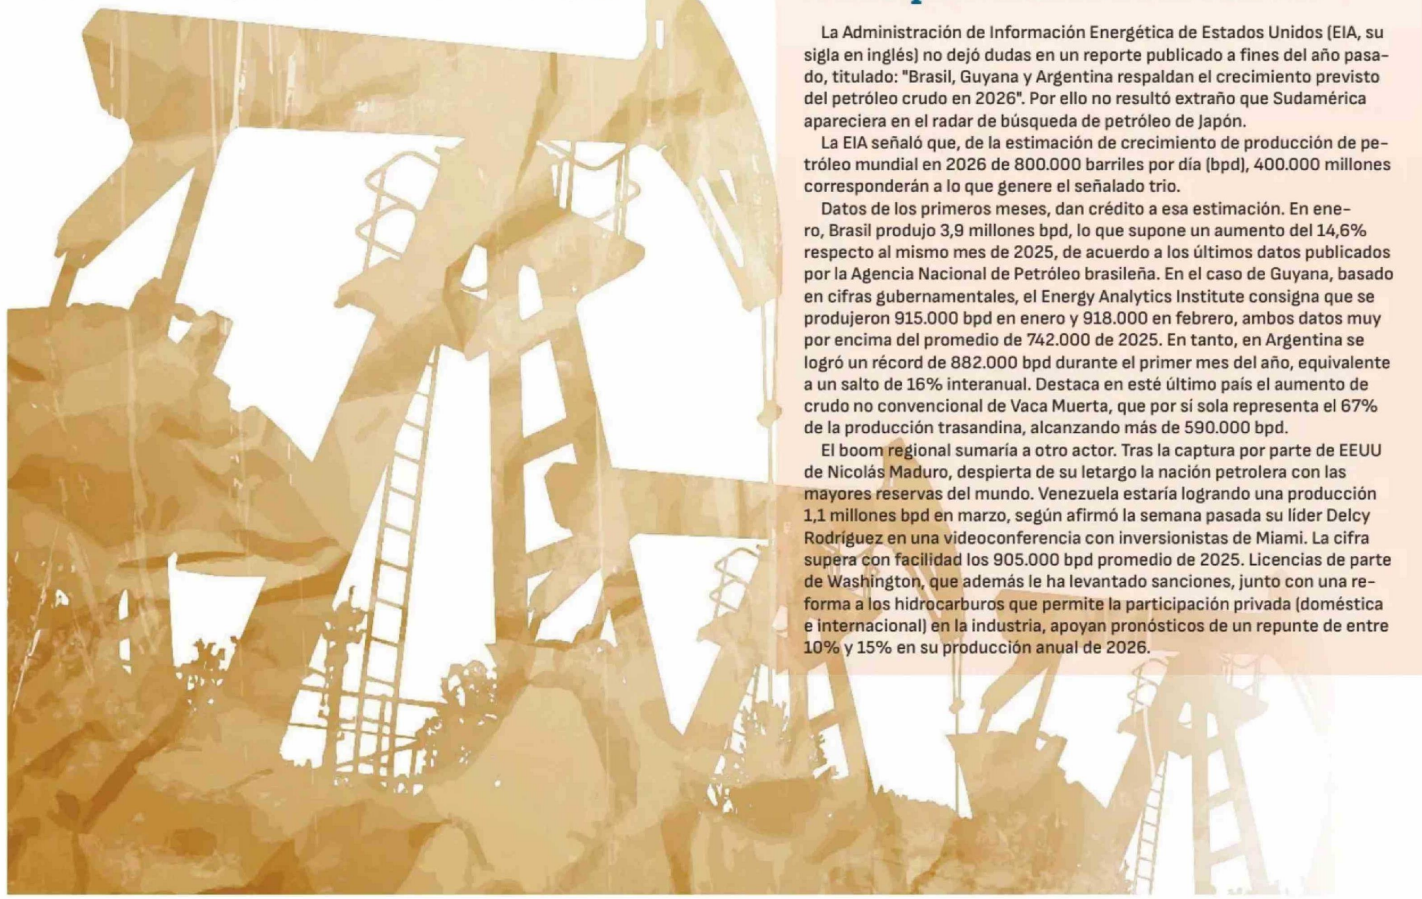 La Administración de Información Energética de Estados Unidos (EIA, su
sigla en inglés) no dejó dudas en un reporte publicado a fines del año pasa-
do, titulado: "Brasil, Guyana y Argentina respaldan el crecimiento previsto
del petróleo crudo en 2026". Por ello no resultó extraño que Sudamérica
apareciera en el radar de búsqueda de petróleo de Japón.
La EIA señaló que, de la estimación de crecimiento de producción de pe-
tróleo mundial en 2026 de 800.000 barriles por día (bpd), 400.000 millones
corresponderán a lo que genere el señalado trio.
Datos de los primeros meses, dan crédito a esa estimación. En ene-
ro, Brasil produjo 3,9 millones bpd, lo que supone un aumento del 14,6%
respecto al mismo mes de 2025, de acuerdo a los últimos datos publicados
por la Agencia Nacional de Petróleo brasileña. En el caso de Guyana, basado
en cifras gubernamentales, el Energy Analytics Institute consigna que se
produjeron 915.000 bpd en enero y 918.000 en febrero, ambos datos muy
por encima del promedio de 742.000 de 2025. En tanto, en Argentina se
logró un récord de 882.000 bpd durante el primer mes del año, equivalente
a un salto de 16% interanual. Destaca en esté último país el aumento de
crudo no convencional de Vaca Muerta, que por sí sola representa el 67%
de la producción trasandina, alcanzando más de 590.000 bpd.
El boom regional sumaría a otro actor. Tras la captura por parte de EEUU
de Nicolás Maduro, despierta de su letargo la nación petrolera con las
mayores reservas del mundo. Venezuela estaría logrando una producción
1,1 millones bpd en marzo, según afirmó la semana pasada su líder Delcy
Rodríguez en una videoconferencia con inversionistas de Miami. La cifra
supera con facilidad los 905.000 bpd promedio de 2025. Licencias de parte
de Washington, que además le ha levantado sanciones, junto con una re-
forma a los hidrocarburos que permite la participación privada (doméstica
e internacional) en la industria, apoyan pronósticos de un repunte de entre
10% y 15% en su producción anual de 2026.